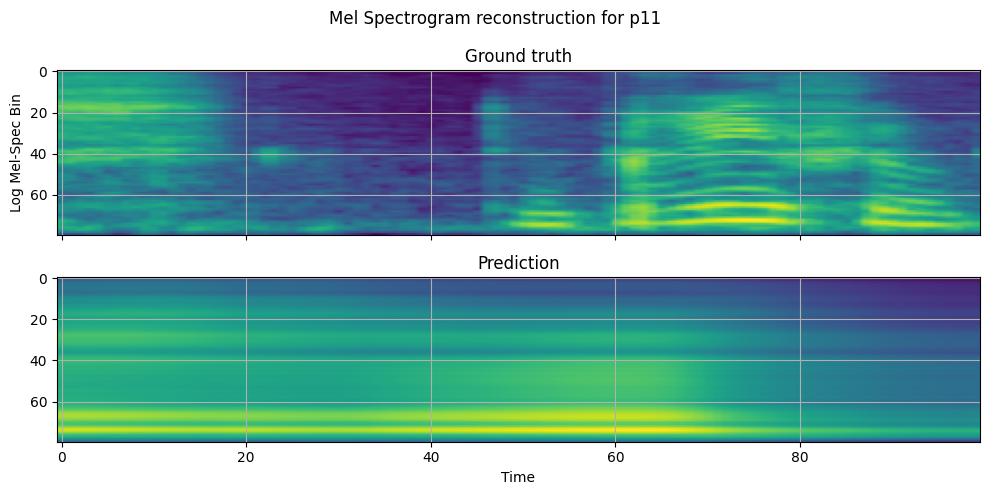 Mel Spectrogram reconstruction for p11
Ground truth
0
20
40
60
Log Mel-Spec Bin
Prediction
0
20
40
60
0 20 40 60 80
Time